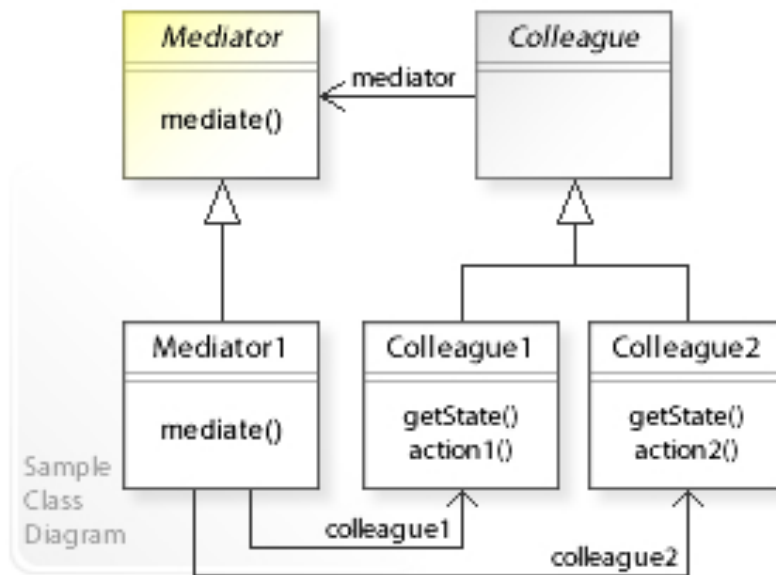 Mediator
Colleague
mediator
mediate()
Mediator1
Colleague1
Colleague2
mediate()
getState()
action1()
getState()
action2()
Sample
Class
Diagram
colleague1
colleague2